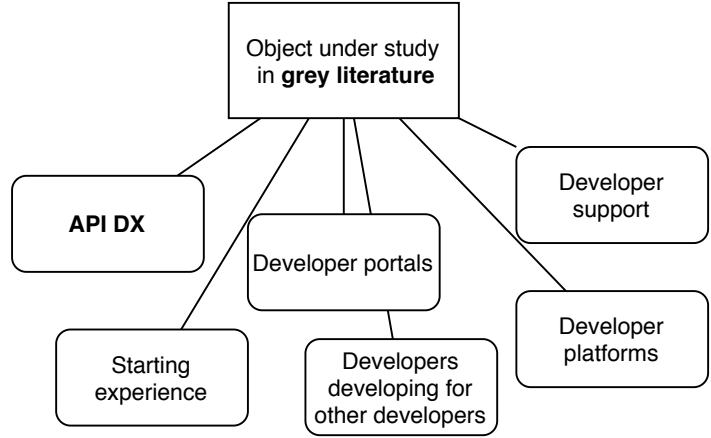 Object under study
in grey literature
API DX
Developer
support
Developer portals
Starting
experience
Developers
developing for
other developers
Developer
platforms